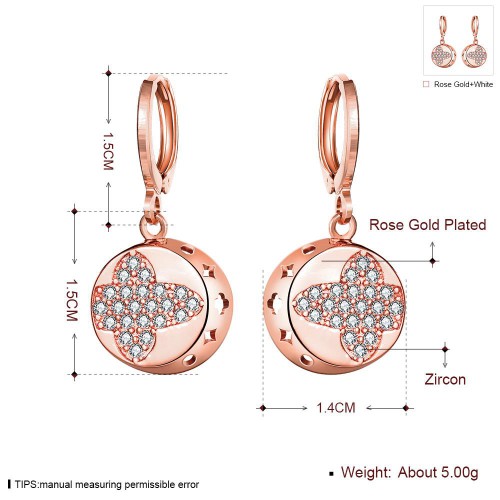 Rose Gold+White
1.5CM
Rose Gold Plated
1.5CM
Zircon
1.4CM
Weight: About 5.00g
TIPS:manual measuring permissible error